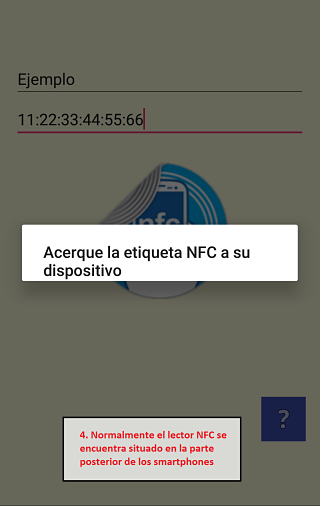 Ejemplo
11:22:33:44:55:66
nfc
Acerque la etiqueta NFC a su
dispositivo
?
4. Normalmente el lector NFC se
encuentra situado en la parte
posterior de los smartphones